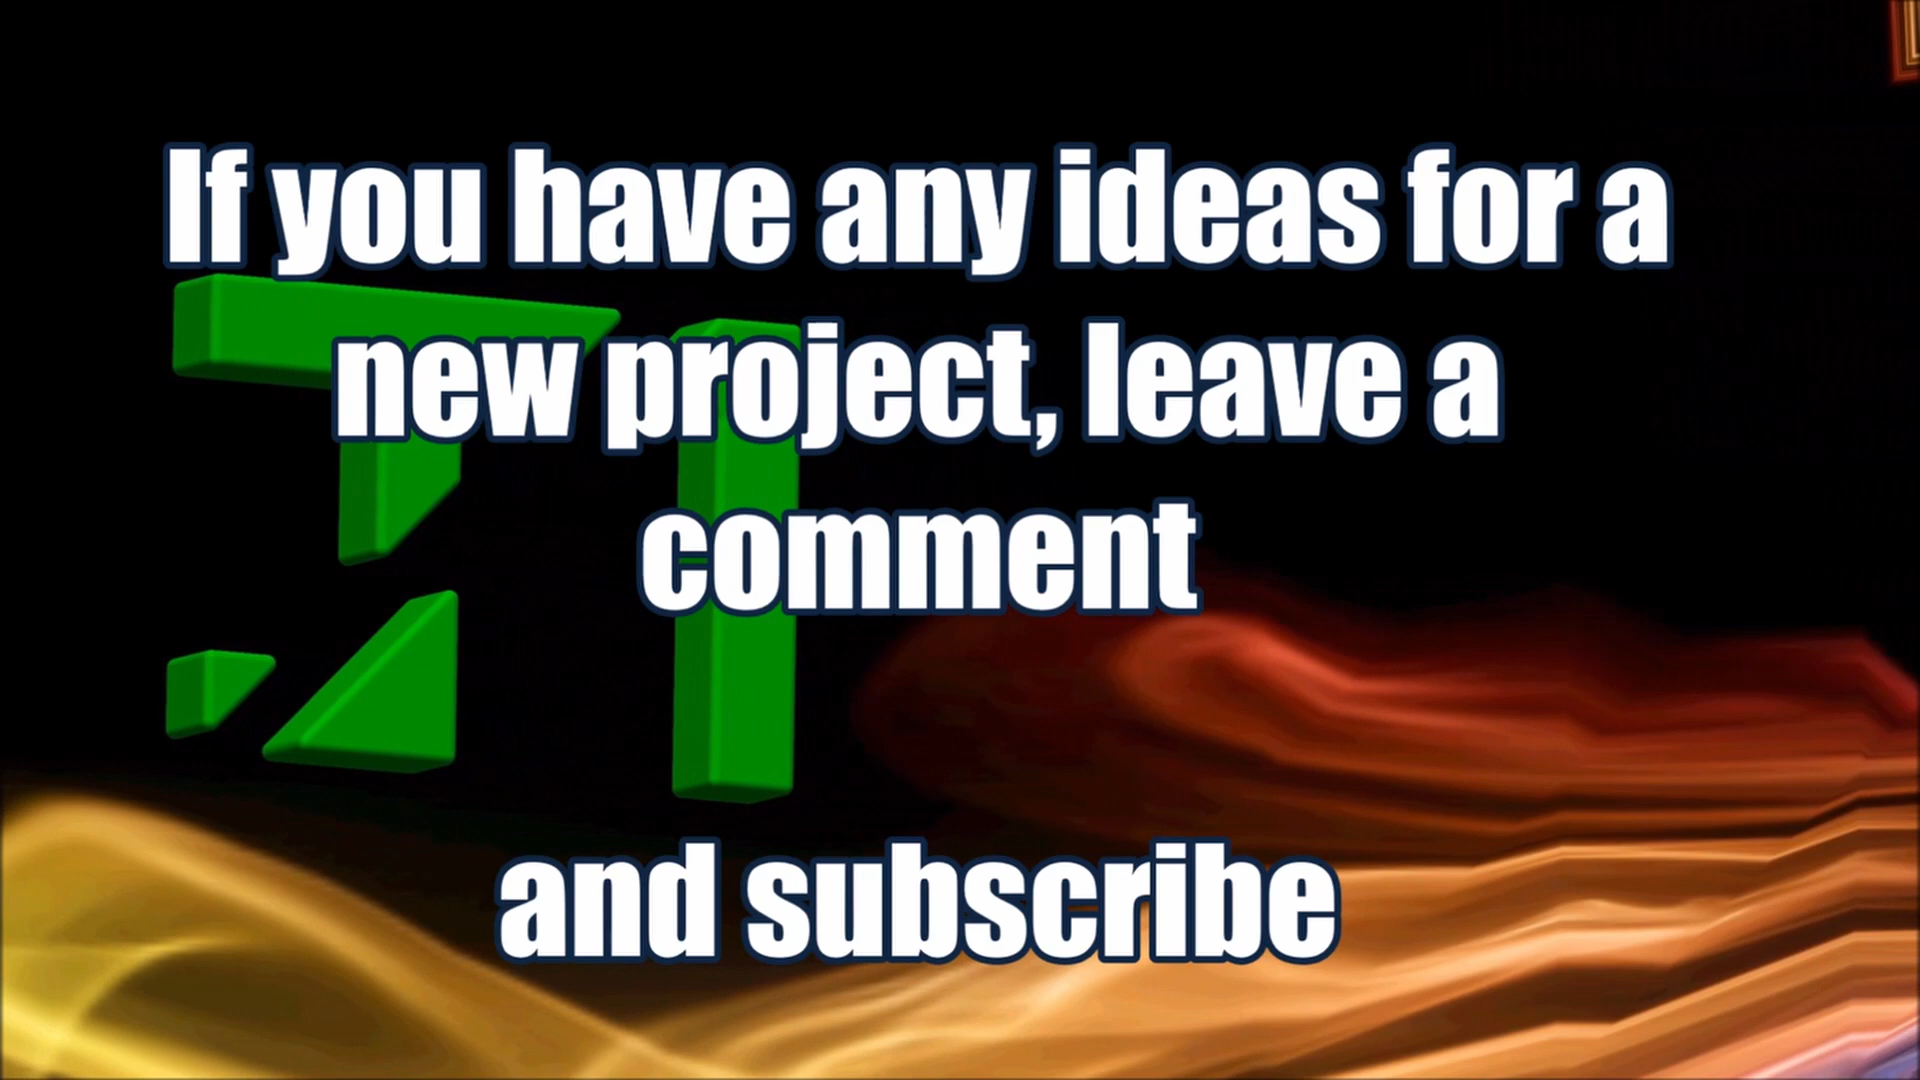 If you have any ideas for a
new project, leave a
comment
and subscribe